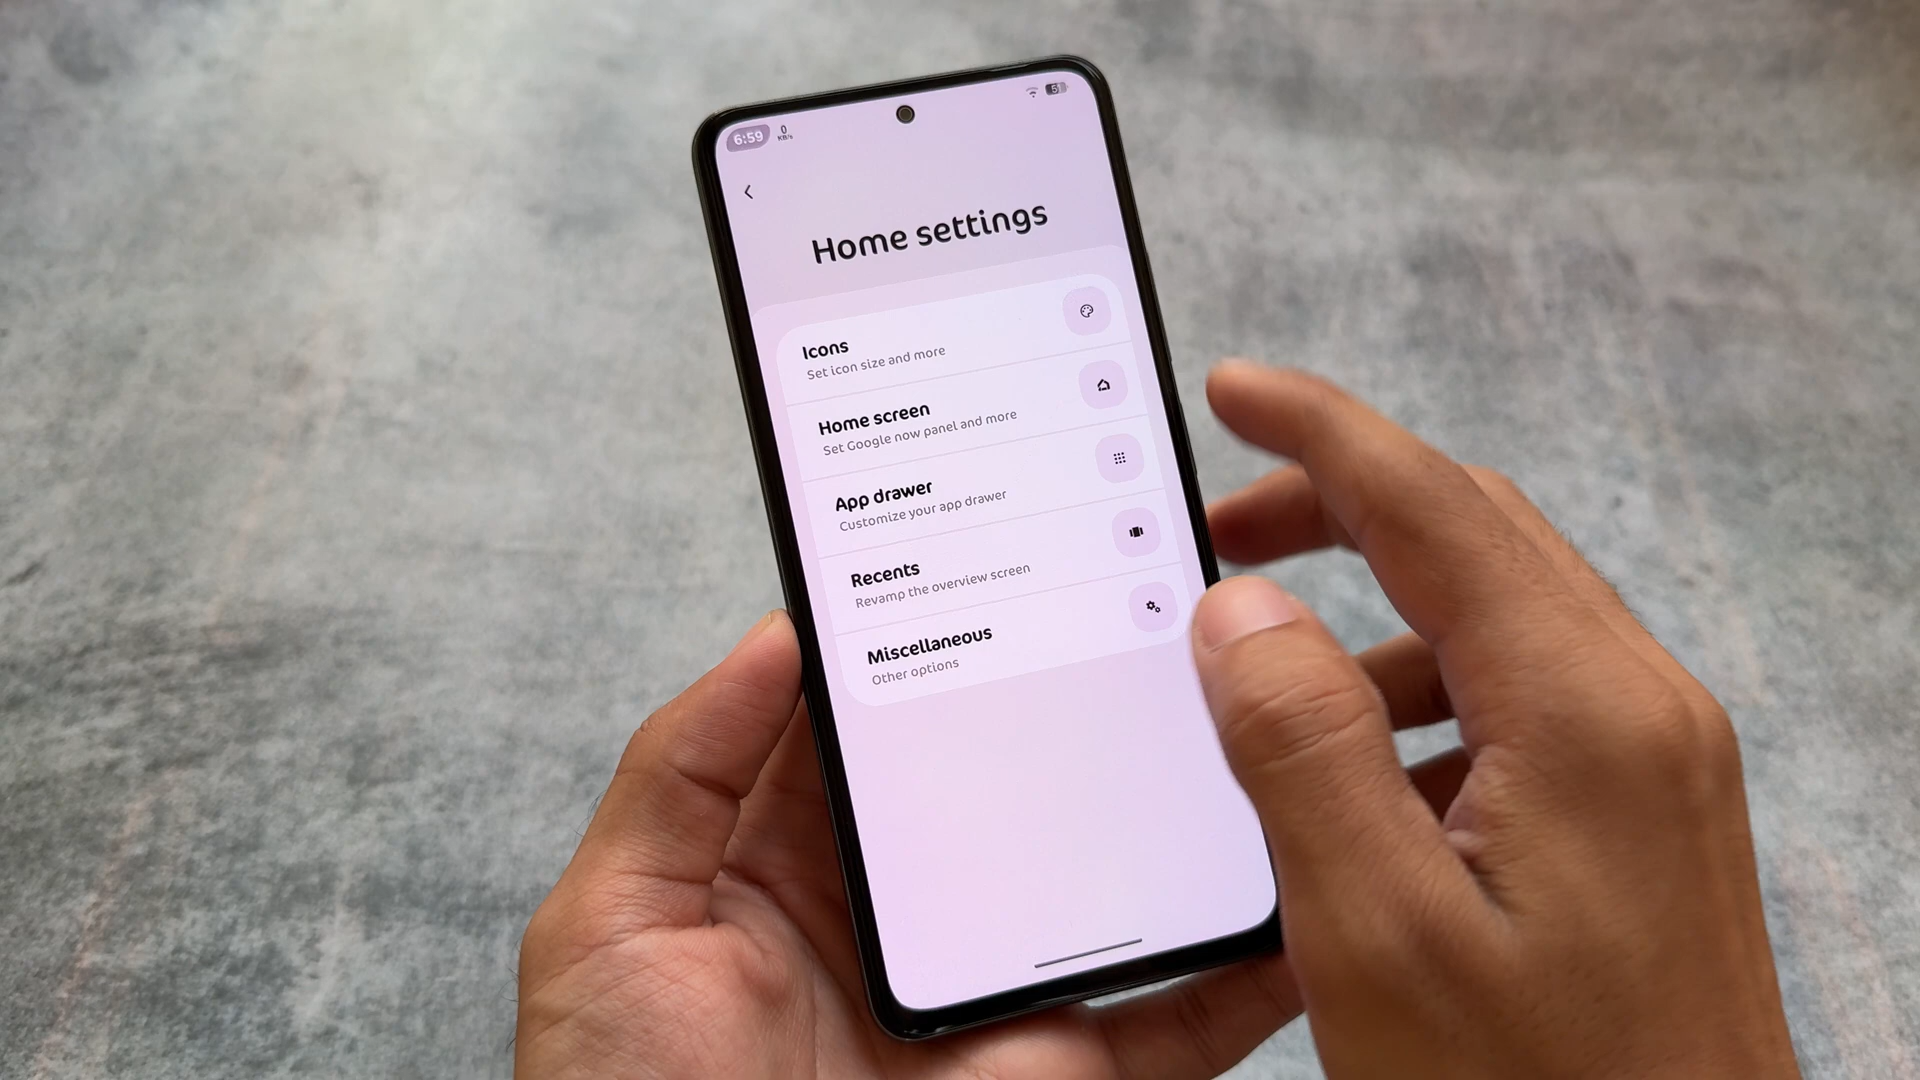 6:59
0
KB/s
51
Home settings
Icons
Set icon size and more
Home screen
Set Google now panel and more
App drawer
Customize your app drawer
Recents
Revamp the overview screen
Miscellaneous
Other options